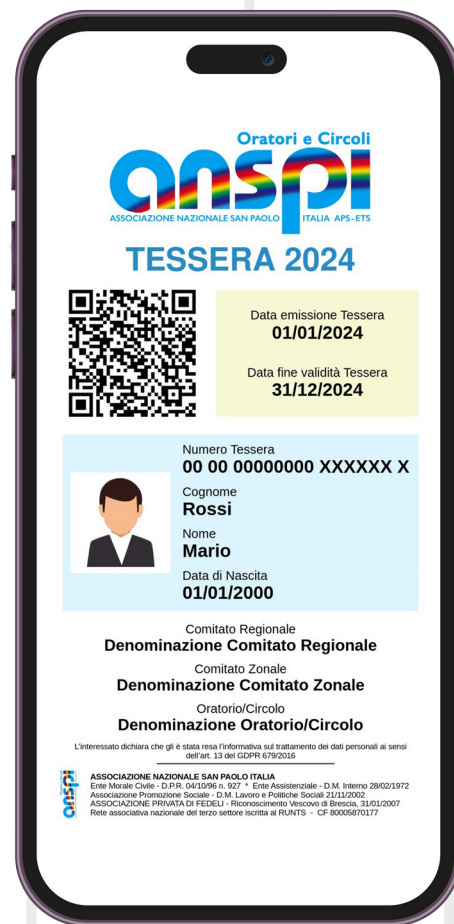 Oratori e Circoli
anspi
ASSOCIAZIONE NAZIONALE SAN PAOLO ITALIA APS-ETS
TESSERA 2024
Data emissione Tessera
01/01/2024
Data fine validità Tessera
31/12/2024
Numero Tessera
00 00 00000000 XXXXXX X
Cognome
Rossi
Nome
Mario
Data di Nascita
01/01/2000
Comitato Regionale
Denominazione Comitato Regionale
Comitato Zonale
Denominazione Comitato Zonale
Oratorio/Circolo
Denominazione Oratorio/Circolo
L'interessato dichiara che gli è stata resa l'informativa sul trattamento dei dati personali ai sensi
dell'art. 13 del GDPR 679/2016
anspi
ASSOCIAZIONE NAZIONALE SAN PAOLO ITALIA
Ente Morale Civile - D.P.R. 04/10/96 n. 927 * Ente Assistenziale - D.M. Interno 28/02/1972
Associazione Promozione Sociale - D.M. Lavoro e Politiche Sociali 21/11/2002
ASSOCIAZIONE PRIVATA DI FEDELI - Riconoscimento Vescovo di Brescia, 31/01/2007
Rete associativa nazionale del terzo settore iscritta al RUNTS - CF 80005870177